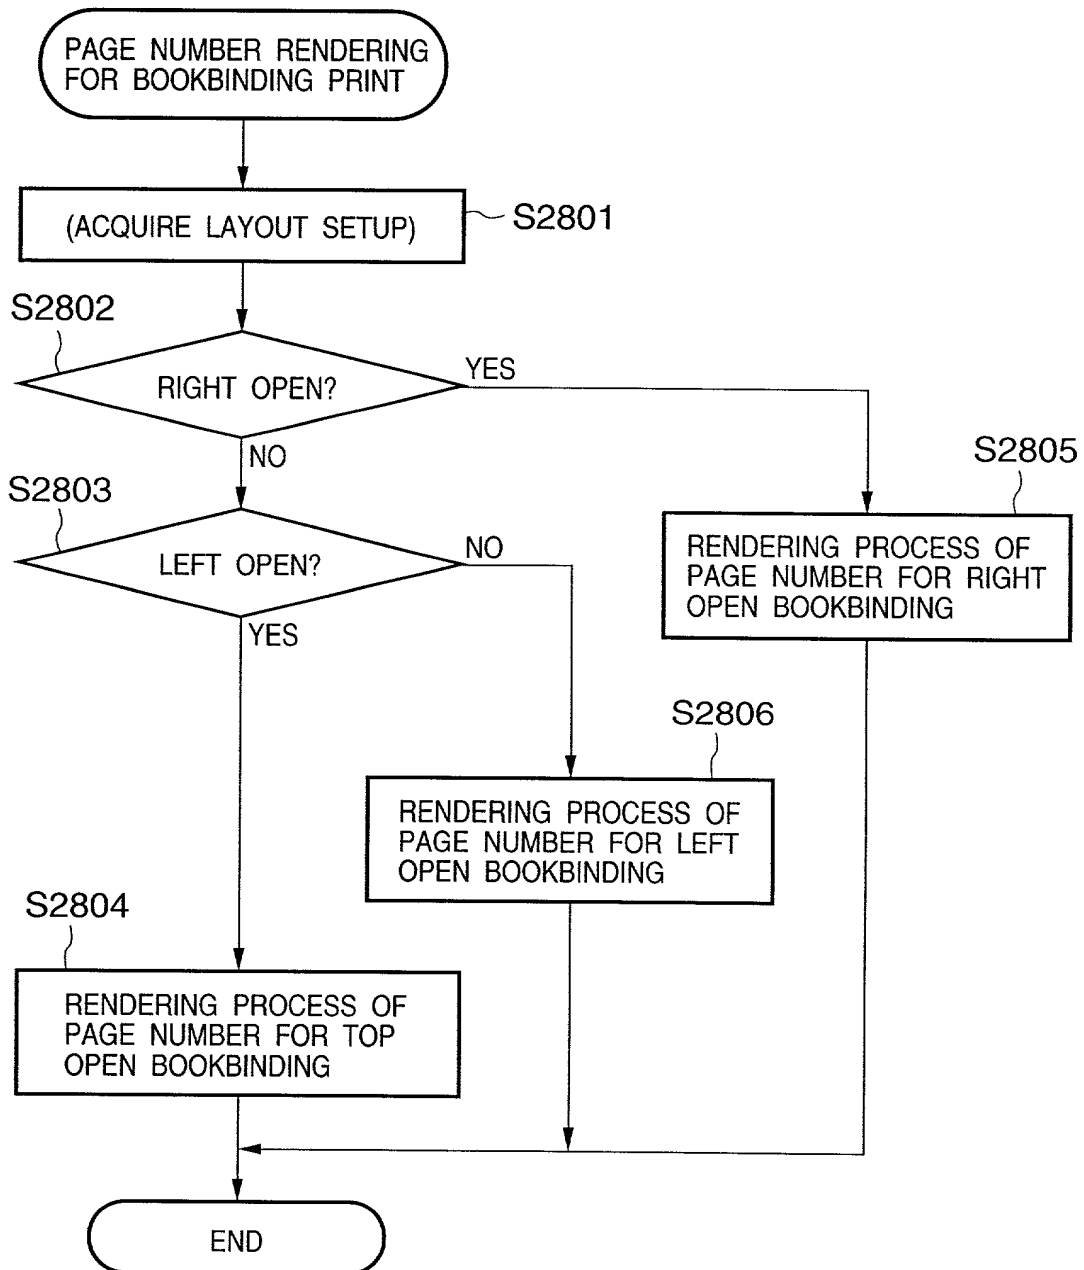 PAGE NUMBER RENDERING
FOR BOOKBINDING PRINT
(ACQUIRE LAYOUT SETUP)
S2801
S2802
RIGHT OPEN?
YES
NO
S2803
LEFT OPEN?
NO
YES
S2805
RENDERING PROCESS OF
PAGE NUMBER FOR RIGHT
OPEN BOOKBINDING
S2806
RENDERING PROCESS OF
PAGE NUMBER FOR LEFT
OPEN BOOKBINDING
S2804
RENDERING PROCESS OF
PAGE NUMBER FOR TOP
OPEN BOOKBINDING
END